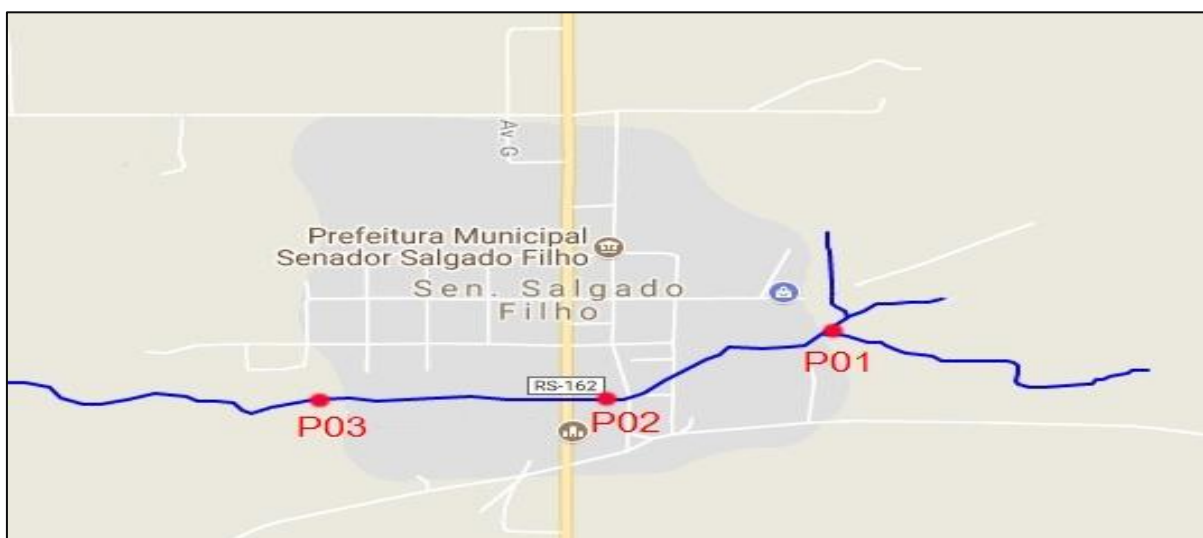 Av. G
Prefeitura Municipal
Senador Salgado Filho
Sen. Salgado
Filho
P01
RS-162
P02
P03